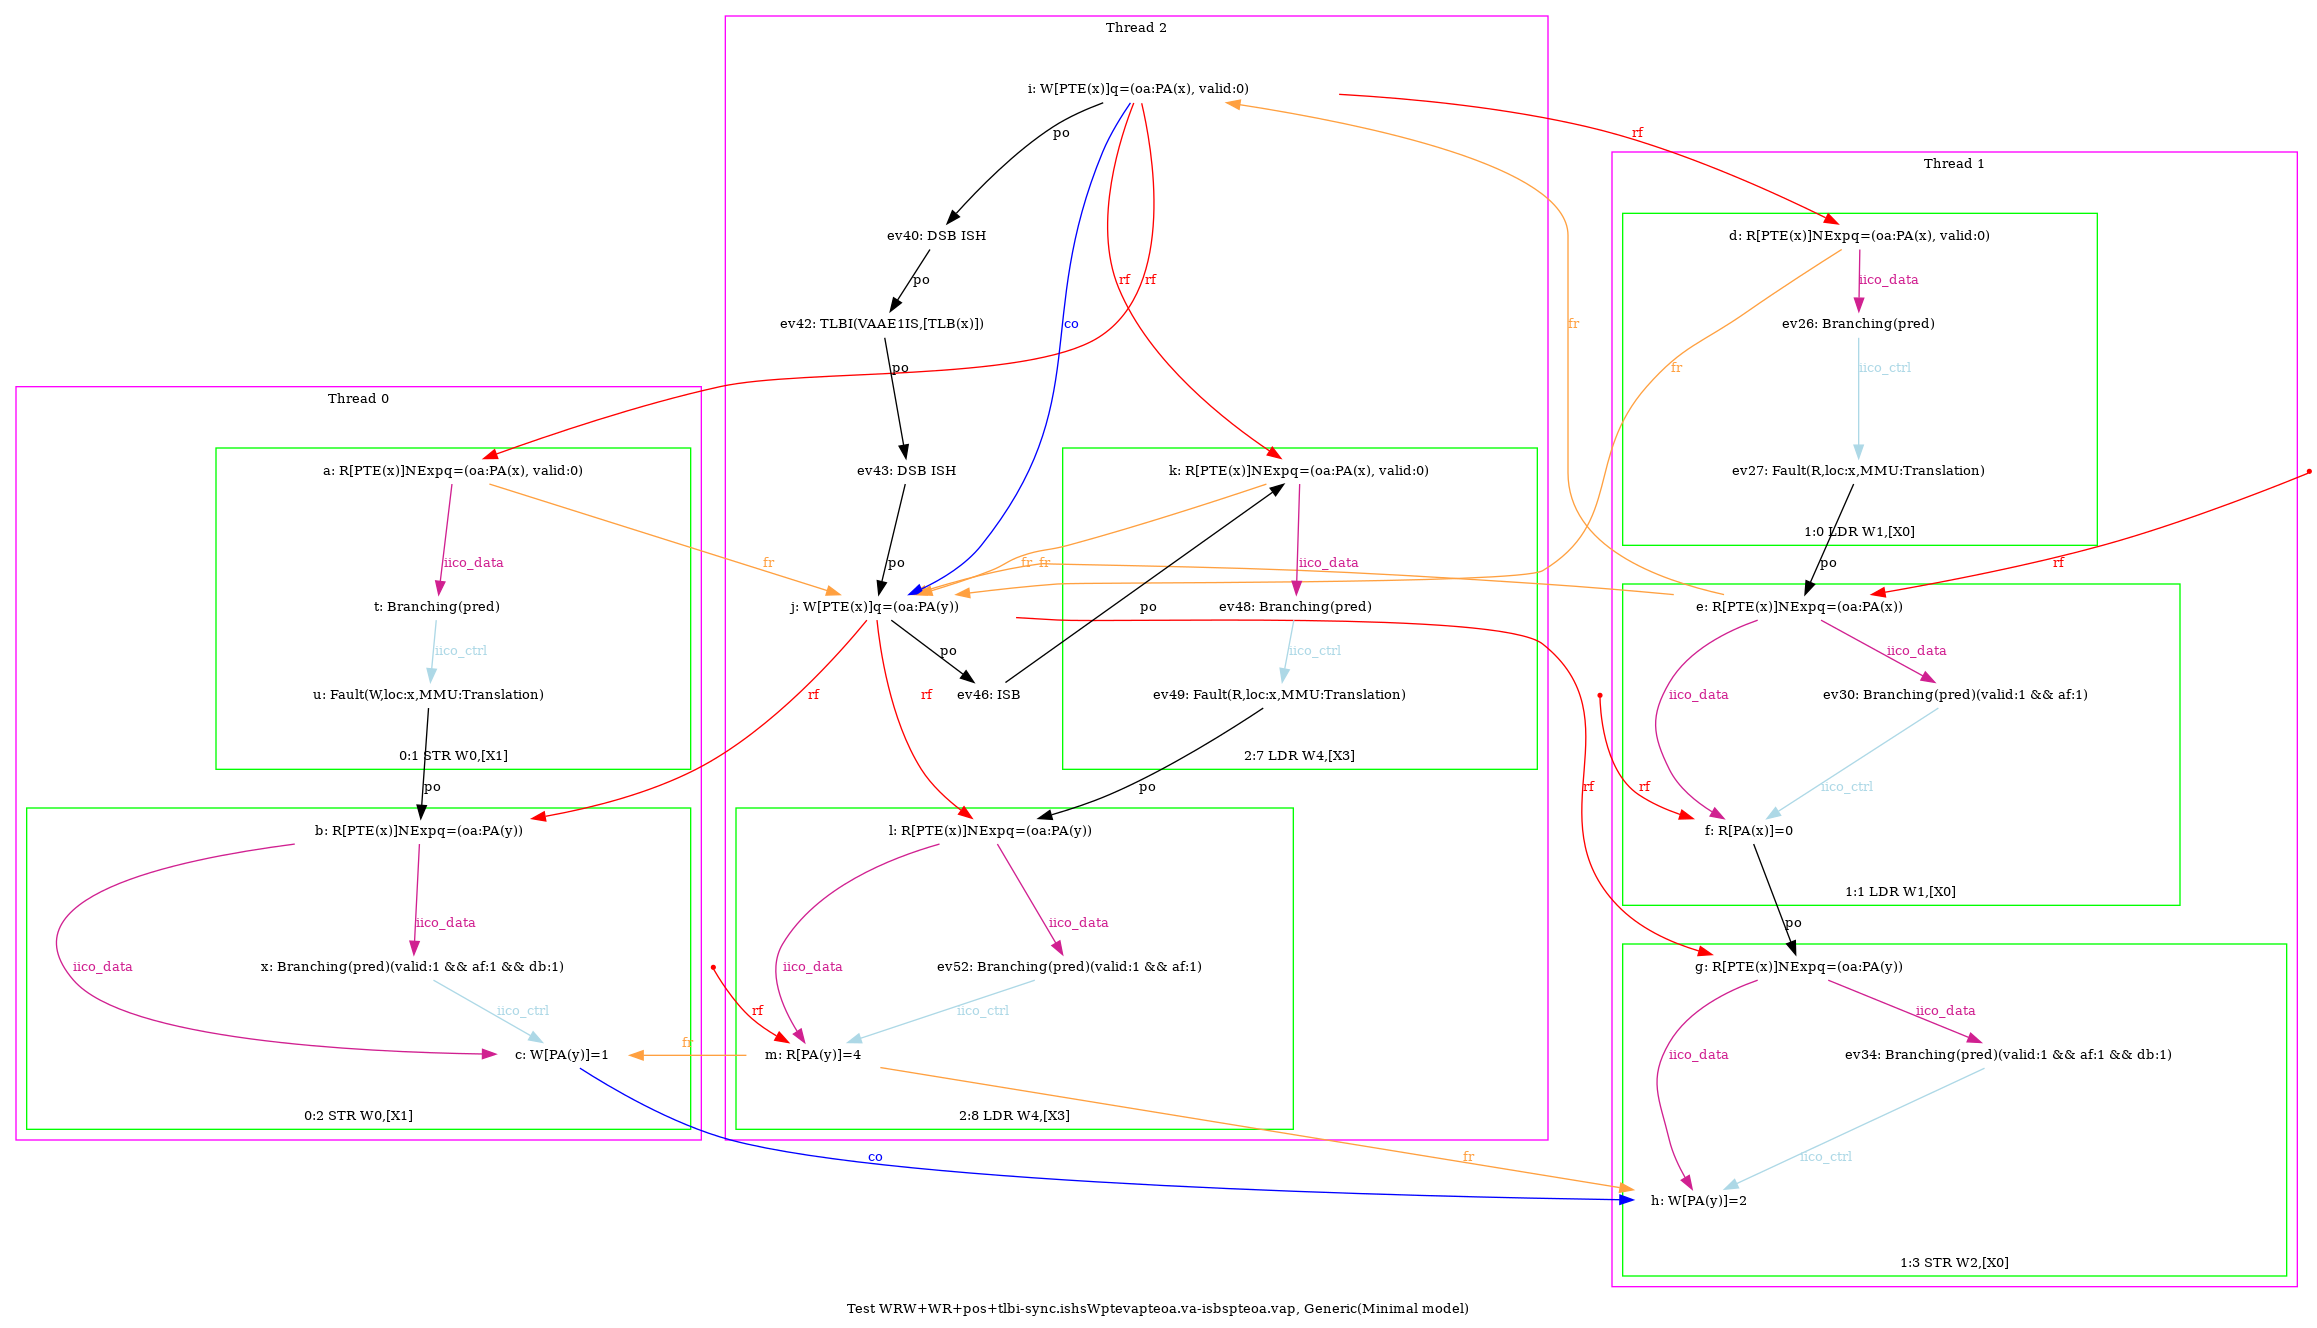 Thread 2
i: W[PTE(x)]q=(oa:PA(x), valid:0)
rf
po
Thread 1
ev40: DSB ISH
d: R[PTE(x)]NExpq=(oa:PA(x), valid:0)
po
rf
rf
iico_data
ev42: TLBI(VAAE1IS,[TLB(x)])
co
fr
ev26: Branching(pred)
po
fr
iico_ctrl
Thread 0
a: R[PTE(x)]NExpq=(oa:PA(x), valid:0)
ev43: DSB ISH
k: R[PTE(x)]NExpq=(oa:PA(x), valid:0)
ev27: Fault(R,loc:x,MMU:Translation)
1:0 LDR W1,[X0]
iico_data
fr
po
fr
fr
iico_data
po
rf
t: Branching(pred)
j: W[PTE(x)]q=(oa:PA(y))
po
ev48: Branching(pred)
e: R[PTE(x)]NExpq=(oa:PA(x))
iico_ctrl
po
iico_ctrl
iico_data
u: Fault(W,loc:x,MMU:Translation)
rf
rf
ev46: ISB
ev49: Fault(R,loc:x,MMU:Translation)
iico_data
ev30: Branching(pred)(valid:1 && af:1)
0:1 STR W0,[X1]
2:7 LDR W4,[X3]
po
po
rf
rf
iico_ctrl
b: R[PTE(x)]NExpq=(oa:PA(y))
l: R[PTE(x)]NExpq=(oa:PA(y))
f: R[PA(x)]=0
1:1 LDR W1,[X0]
iico_data
iico_data
po
iico_data
x: Branching(pred)(valid:1 && af:1 && db:1)
iico_data
ev52: Branching(pred)(valid:1 && af:1)
g: R[PTE(x)]NExpq=(oa:PA(y))
iico_ctrl
rf
iico_ctrl
iico_data
fr
c: W[PA(y)]=1
m: R[PA(y)]=4
iico_data
ev34: Branching(pred)(valid:1 && af:1 && db:1)
0:2 STR W0,[X1]
2:8 LDR W4,[X3]
co
fr
iico_ctrl
h: W[PA(y)]=2
1:3 STR W2,[X0]
Test WRW+WR+pos+tlbi-sync.ishsWptevapteoa.va-isbspteoa.vap, Generic(Minimal model)